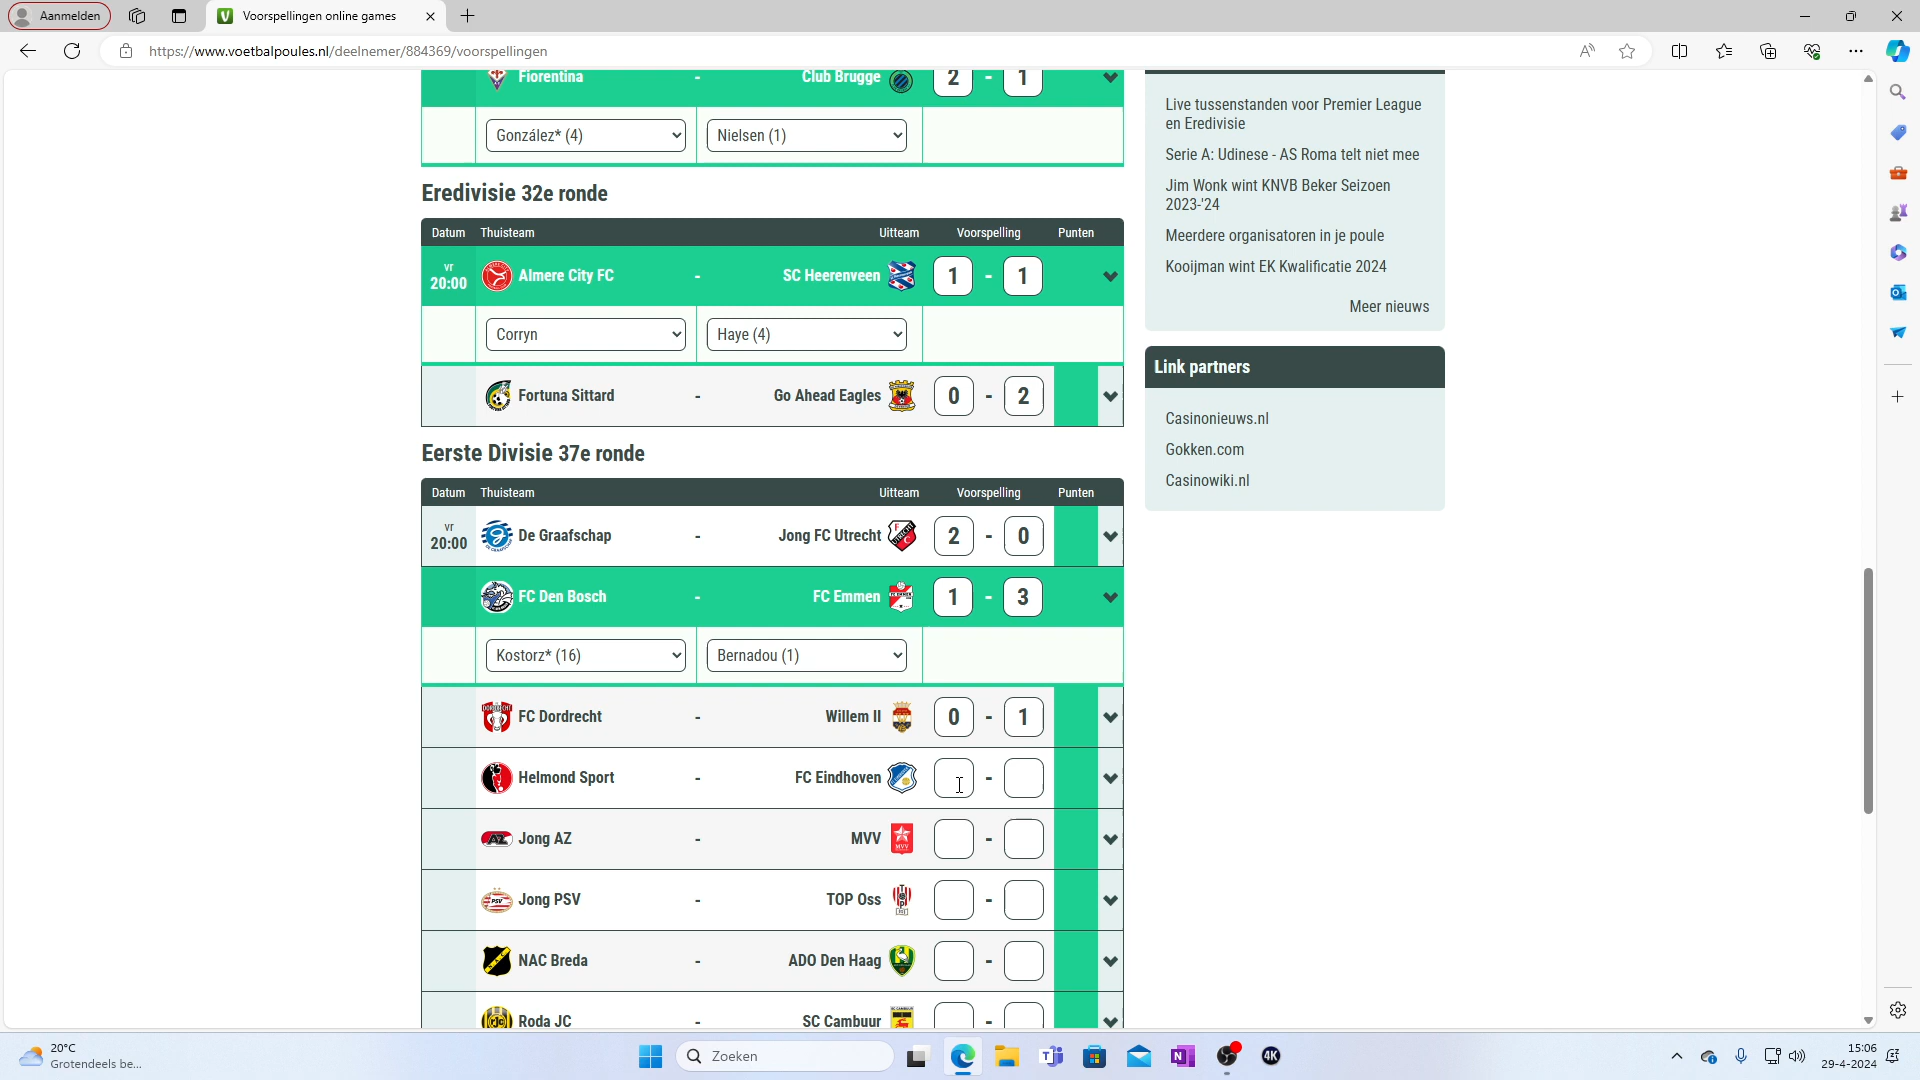 Aanmelden
Voorspellingen online games
https://www.voetbalpoules.nl/deelnemer/884369/voorspellingen
Fiorentina - Club Brugge 2 - 1
González* (4) Nielsen (1)
Eredivisie 32e ronde
Datum Thuisteam Uitteam Voorspelling Punten
vr
20:00 Almere City FC - SC Heerenveen 1 - 1
Corryn Haye (4)
Fortuna Sittard - Go Ahead Eagles 0 - 2
Eerste Divisie 37e ronde
Datum Thuisteam Uitteam Voorspelling Punten
vr
20:00 De Graafschap - Jong FC Utrecht 2 - 0
FC Den Bosch - FC Emmen 1 - 3
Kostorz* (16) Bernadou (1)
FC Dordrecht - Willem II 0 - 1
Helmond Sport - FC Eindhoven -
Jong AZ - MVV -
Jong PSV - TOP Oss -
NAC Breda - ADO Den Haag -
Roda JC - SC Cambuur -
Live tussenstanden voor Premier League
en Eredivisie
Serie A: Udinese - AS Roma telt niet mee
Jim Wonk wint KNVB Beker Seizoen
2023-'24
Meerdere organisatoren in je poule
Kooijman wint EK Kwalificatie 2024
Meer nieuws
Link partners
Casinonieuws.nl
Gokken.com
Casinowiki.nl
20°C
Grotendeels be...
Zoeken
4K
15:06
29-4-2024